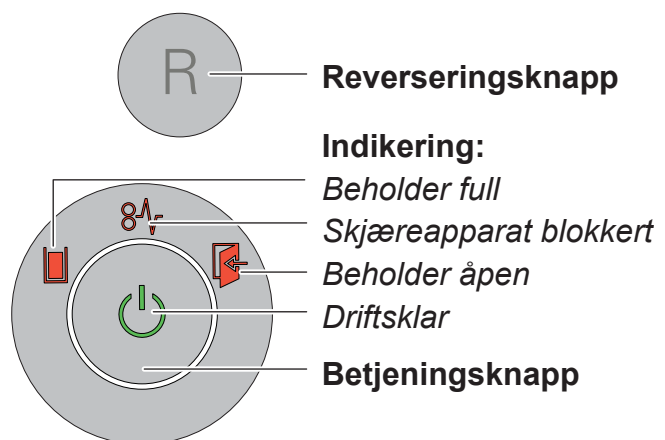 R
Reverseringsknapp
Indikering:
Beholder full
Skjæreapparat blokkert
Beholder åpen
Driftsklar
Betjeningsknapp